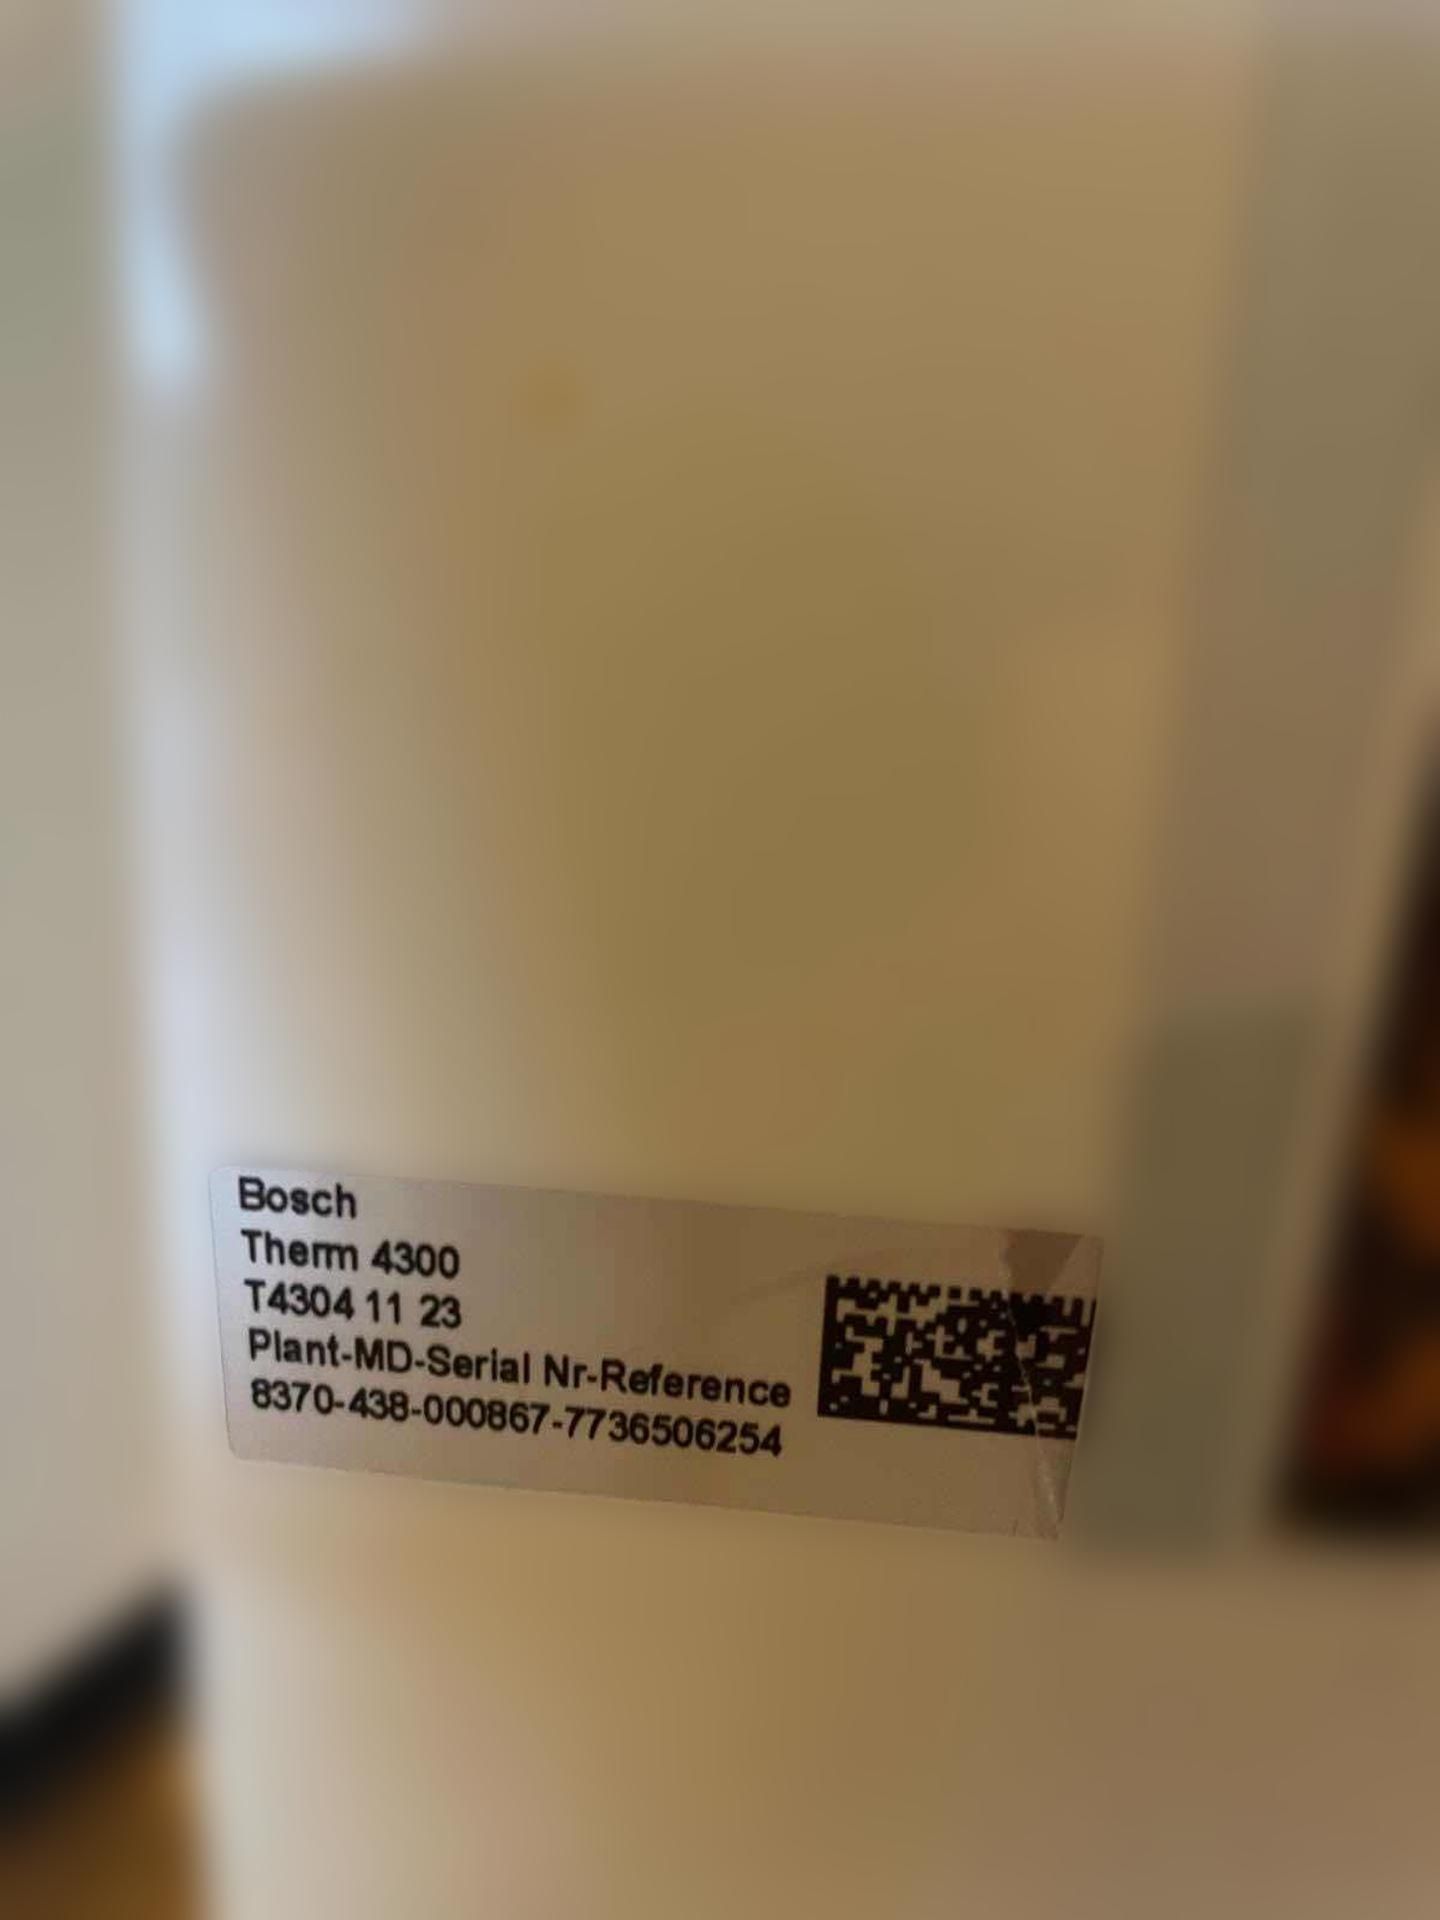 Bosch
Therm 4300
T4304 11 23
Plant-MD-Serial Nr-Reference
8370-438-000867-7736506254